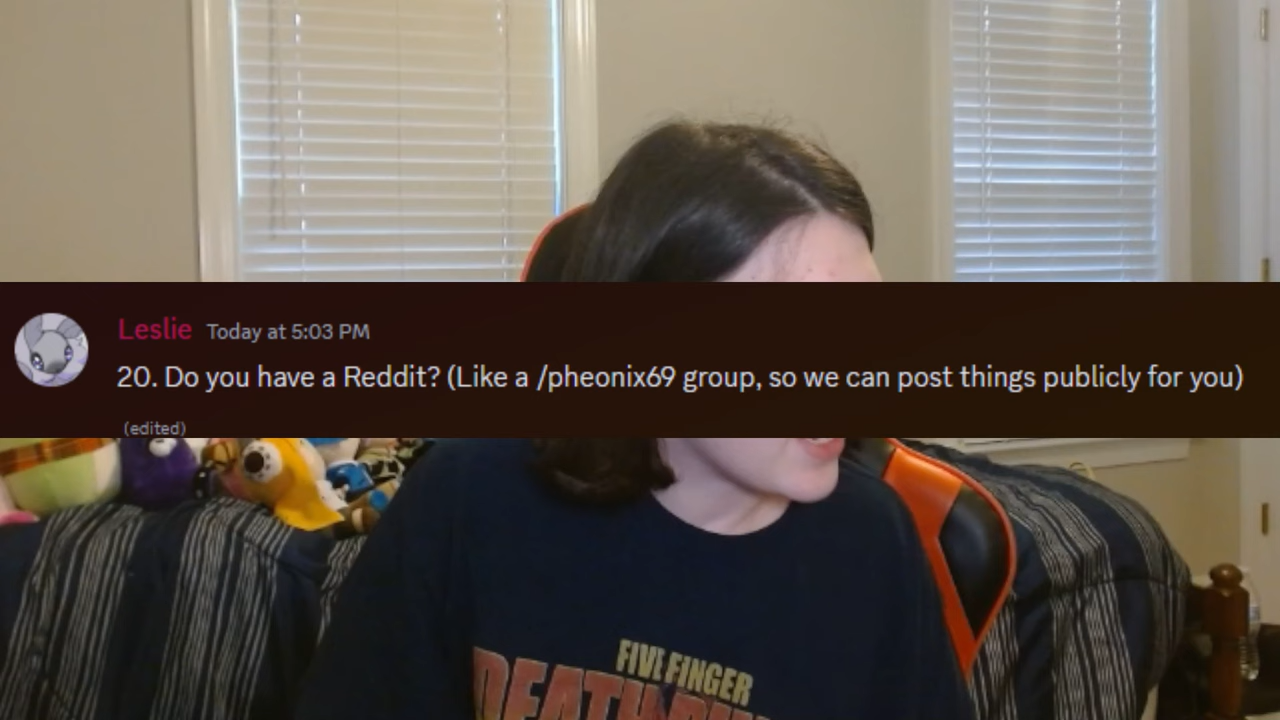 Leslie Today at 5:03 PM
20. Do you have a Reddit? (Like a /pheonix69 group, so we can post things publicly for you)
(edited)
FIVE FINGER
DEATH